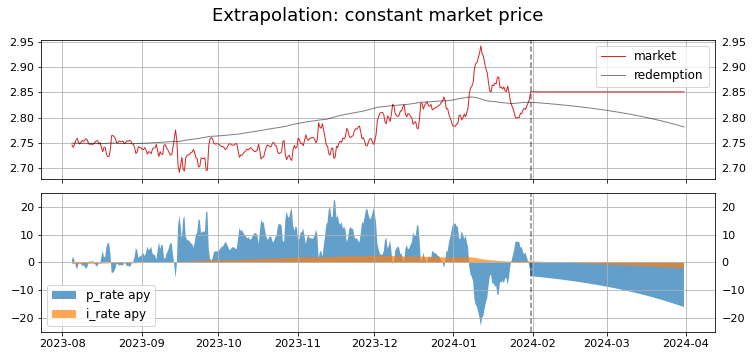 Extrapolation: constant market price
2.95 2.95
2.90 2.90
2.85 2.85
2.80 2.80
2.75 2.75
2.70 2.70
market
redemption
20 20
10 10
0 0
−10 −10
−20 −20
p_rate apy
i_rate apy
2023-08 2023-09 2023-10 2023-11 2023-12 2024-01 2024-02 2024-03 2024-04